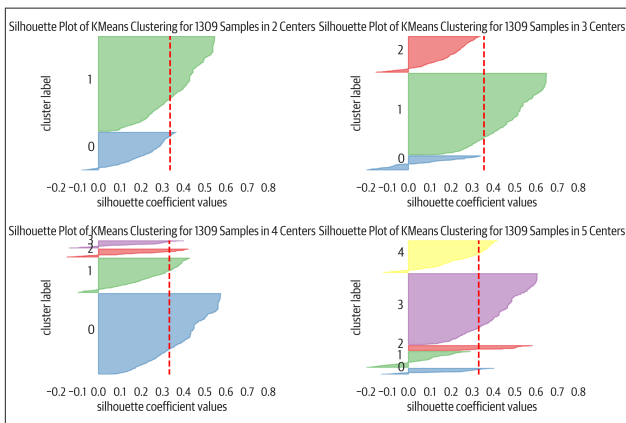 Silhouette Plot of KMeans Clustering for 1309 Samples in 2 Centers
cluster label
1
0
−0.2 −0.1 0.0 0.1 0.2 0.3 0.4 0.5 0.6 0.7 0.8
silhouette coefficient values
Silhouette Plot of KMeans Clustering for 1309 Samples in 3 Centers
cluster label
2
1
0
−0.2 −0.1 0.0 0.1 0.2 0.3 0.4 0.5 0.6 0.7 0.8
silhouette coefficient values
Silhouette Plot of KMeans Clustering for 1309 Samples in 4 Centers
cluster label
3
2
1
0
−0.2 −0.1 0.0 0.1 0.2 0.3 0.4 0.5 0.6 0.7 0.8
silhouette coefficient values
Silhouette Plot of KMeans Clustering for 1309 Samples in 5 Centers
cluster label
4
3
2
1
0
−0.2 −0.1 0.0 0.1 0.2 0.3 0.4 0.5 0.6 0.7 0.8
silhouette coefficient values